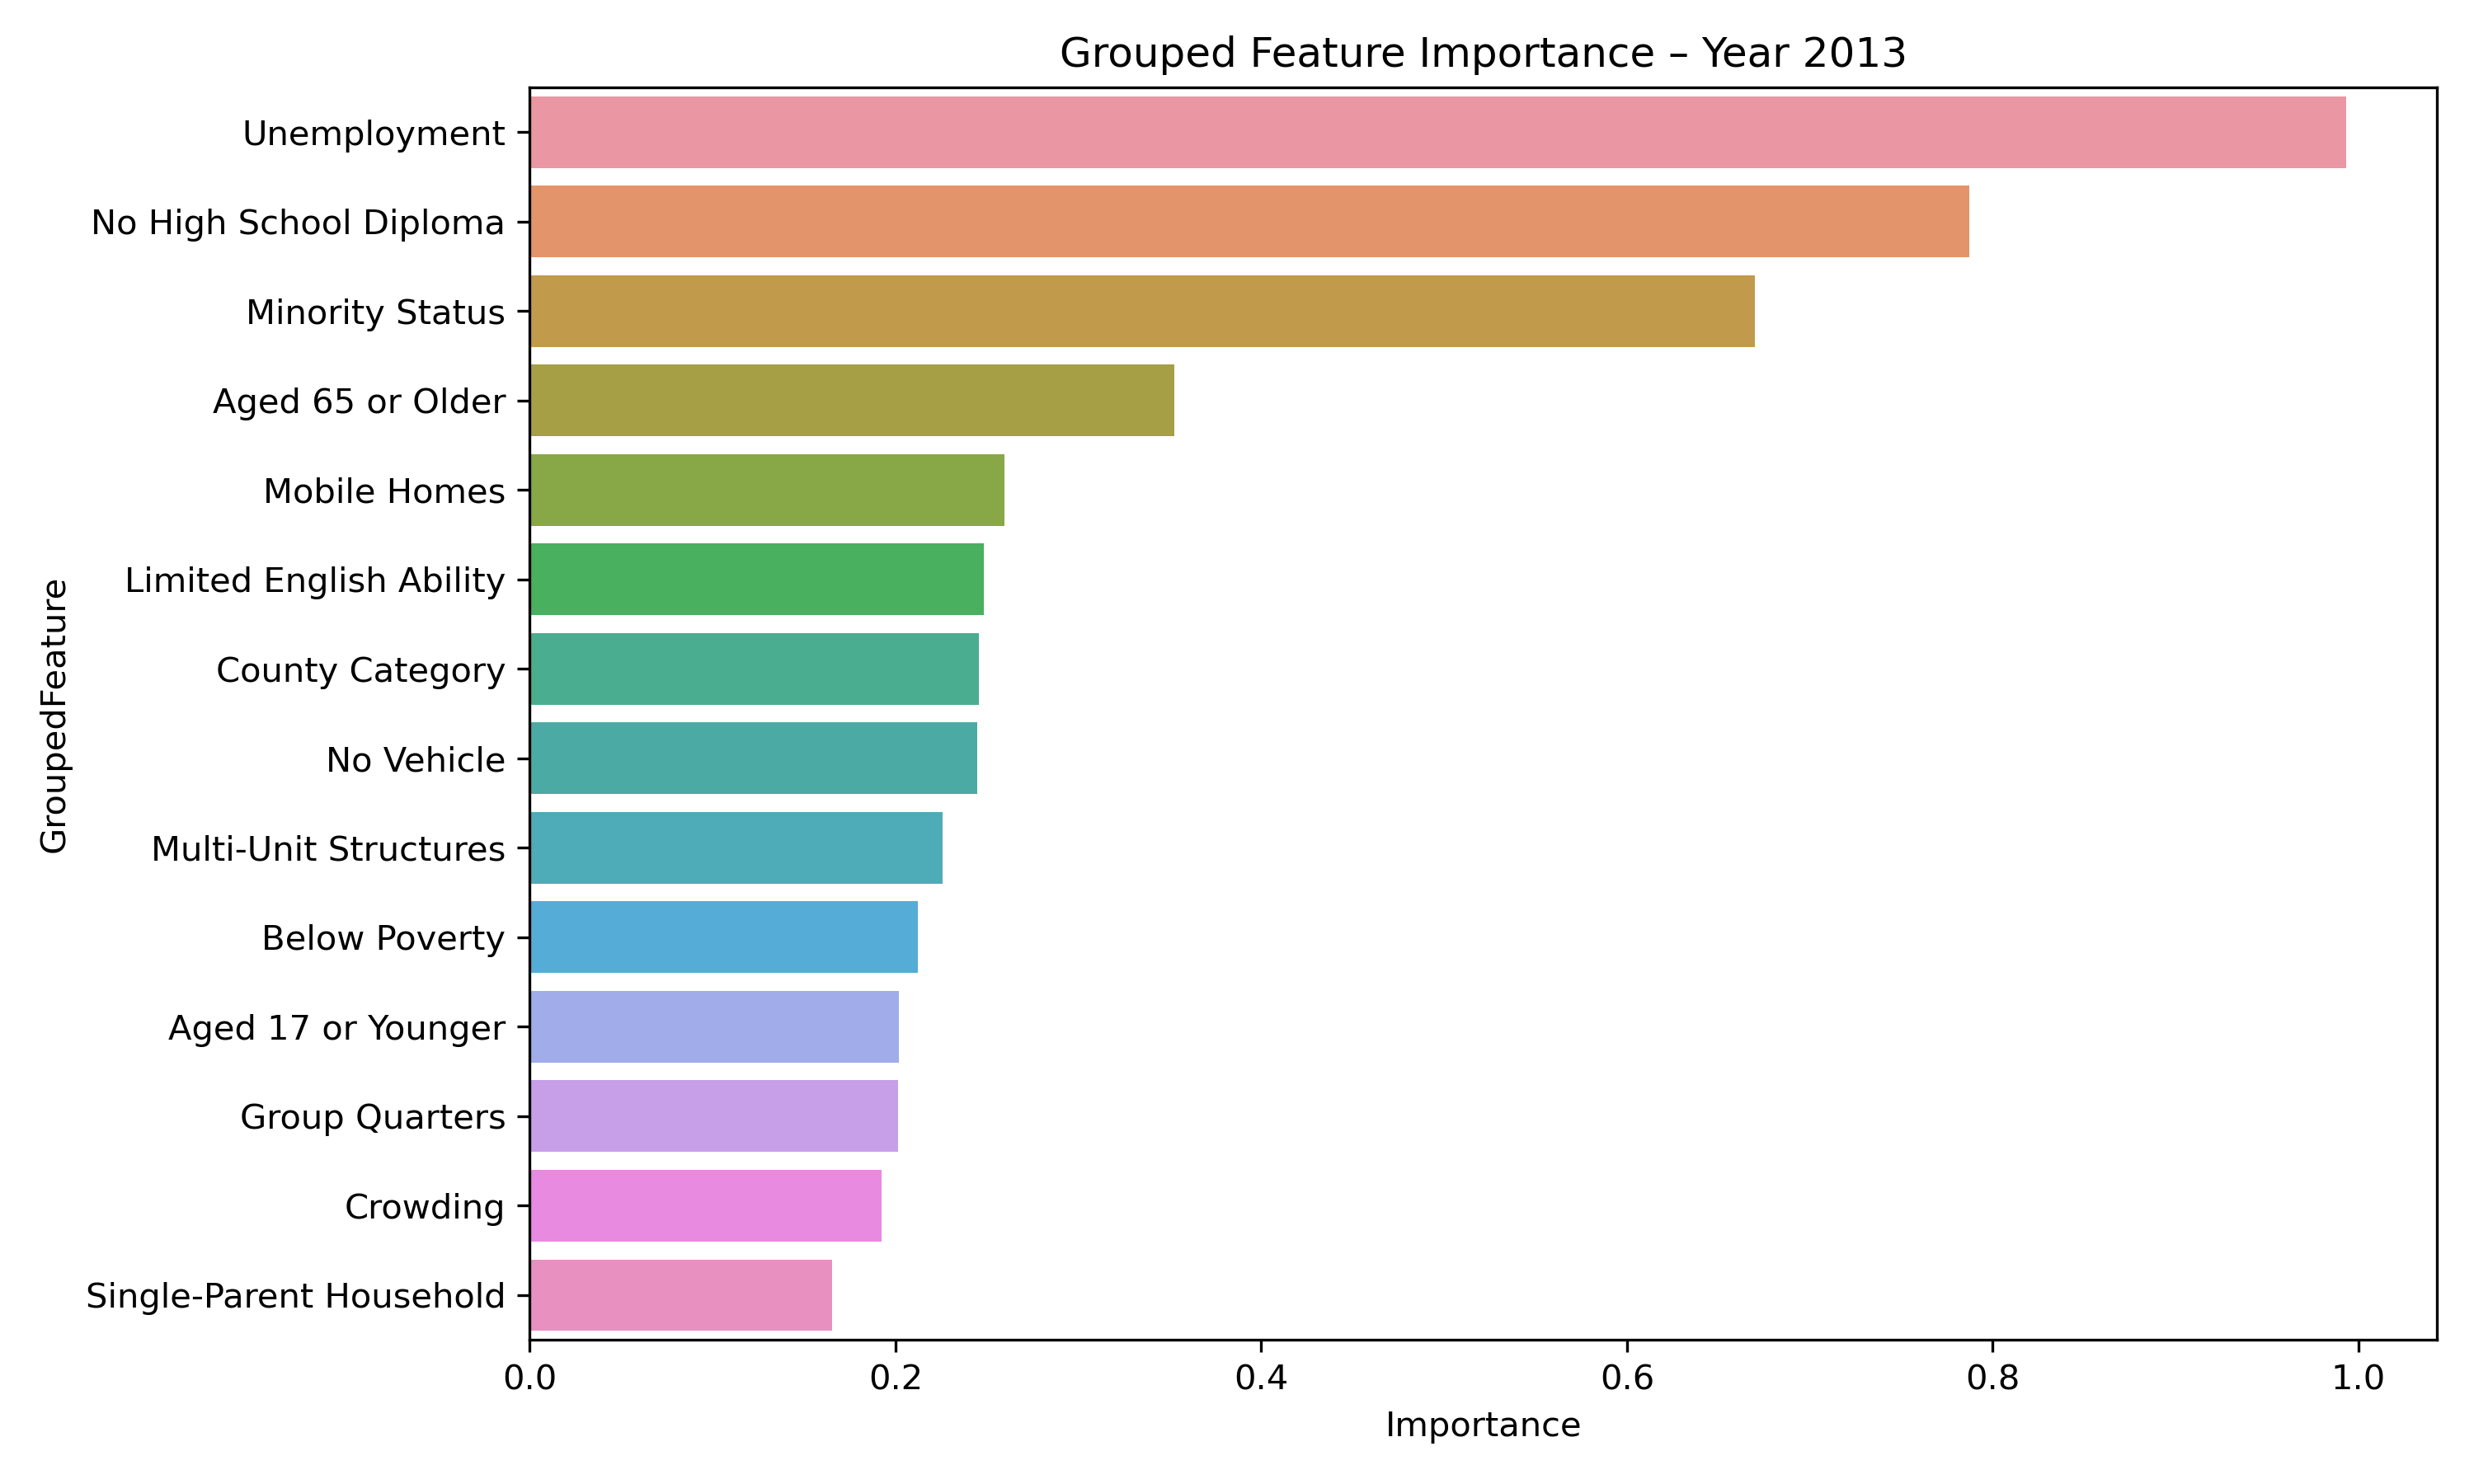 Grouped Feature Importance – Year 2013
GroupedFeature
Unemployment
No High School Diploma
Minority Status
Aged 65 or Older
Mobile Homes
Limited English Ability
County Category
No Vehicle
Multi-Unit Structures
Below Poverty
Aged 17 or Younger
Group Quarters
Crowding
Single-Parent Household
0.0 0.2 0.4 0.6 0.8 1.0
Importance